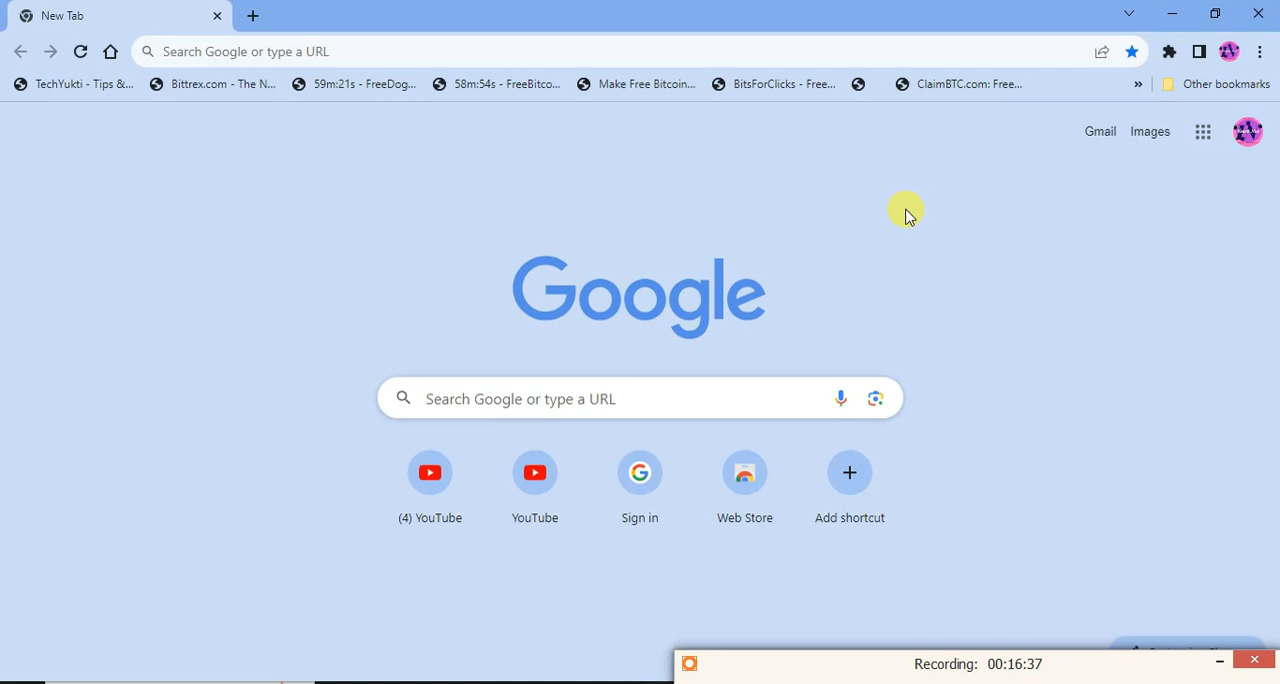 New Tab
Search Google or type a URL
TechYukti - Tips &... Bittrex.com - The N... 59m:21s - FreeDog... 58m:54s - FreeBitco... Make Free Bitcoin... BitsForClicks - Free... ClaimBTC.com: Free... » Other bookmarks
Gmail Images
Google
Search Google or type a URL
(4) YouTube YouTube Sign in Web Store Add shortcut
Recording: 00:16:37